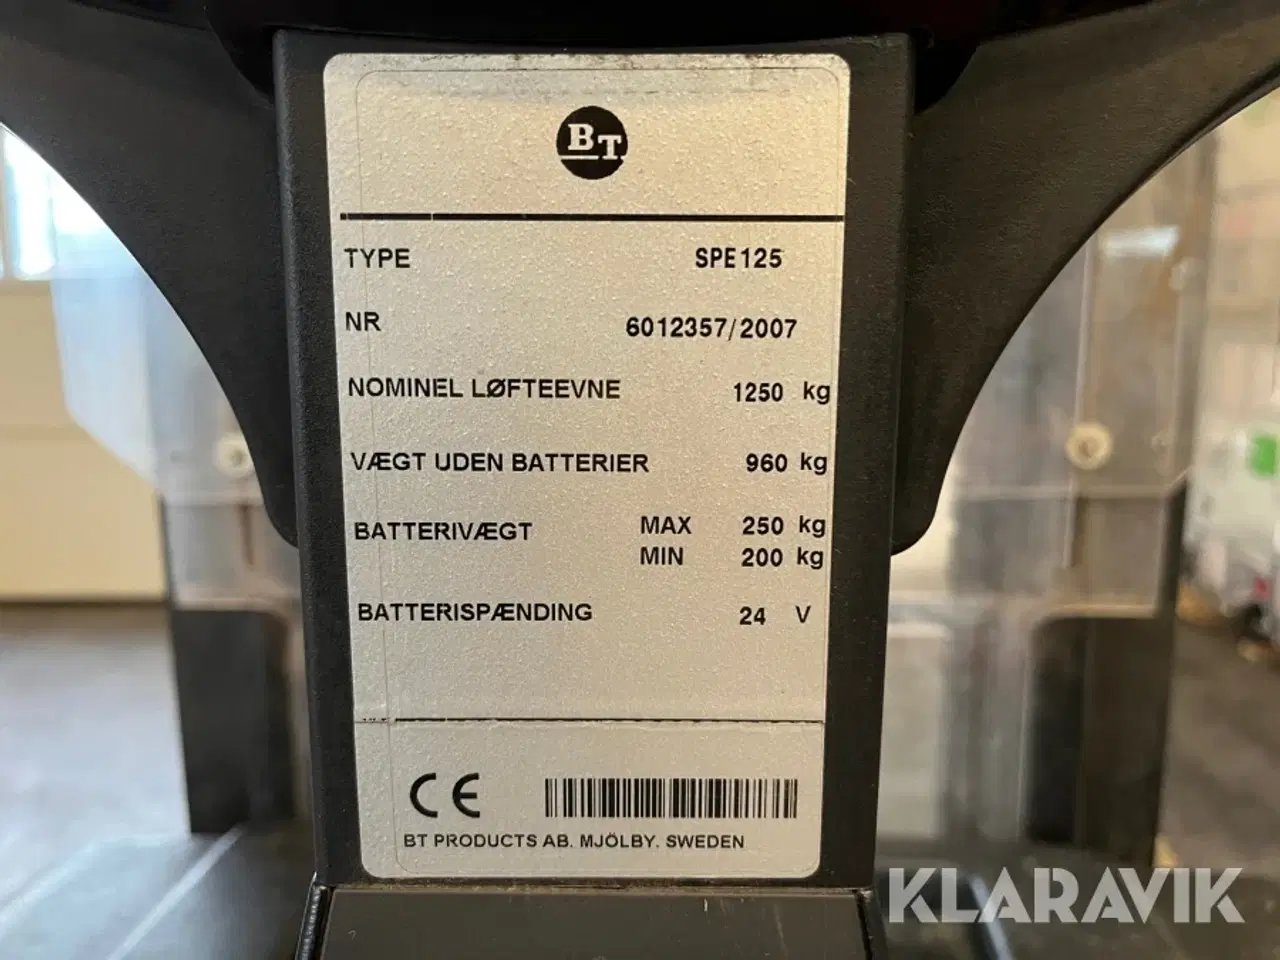 BT
TYPE SPE125
NR 6012357/2007
NOMINEL LØFTEEVNE 1250 kg
VÆGT UDEN BATTERIER 960 kg
BATTERIVÆGT MAX 250 kg
MIN 200 kg
BATTERISPÆNDING 24 V
CE
BT PRODUCTS AB. MJÖLBY. SWEDEN
KLARAVIK